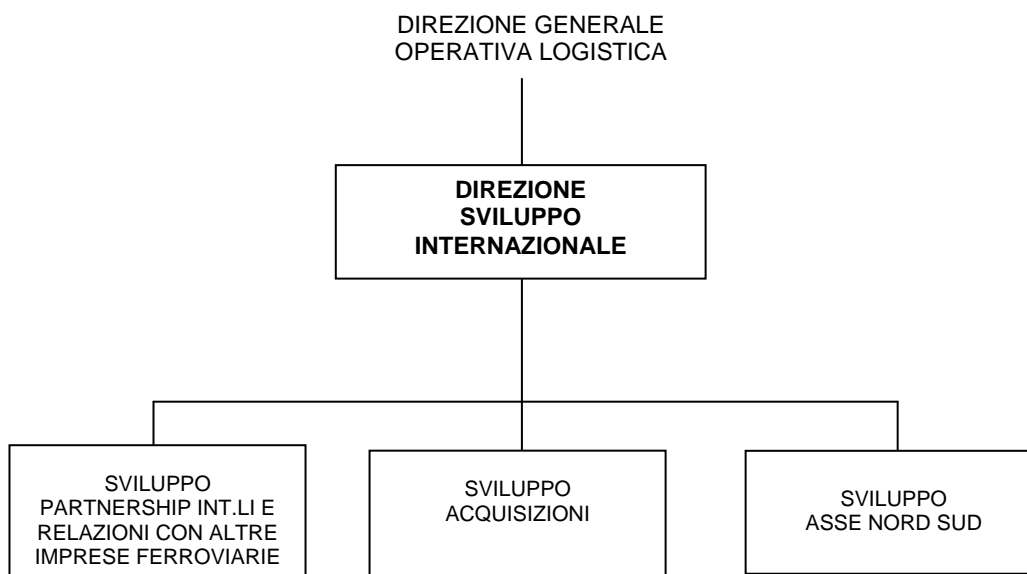 DIREZIONE GENERALE
OPERATIVA LOGISTICA
DIREZIONE
SVILUPPO
INTERNAZIONALE
SVILUPPO
PARTNERSHIP INT.LI E
RELAZIONI CON ALTRE
IMPRESE FERROVIARIE
SVILUPPO
ACQUISIZIONI
SVILUPPO
ASSE NORD SUD